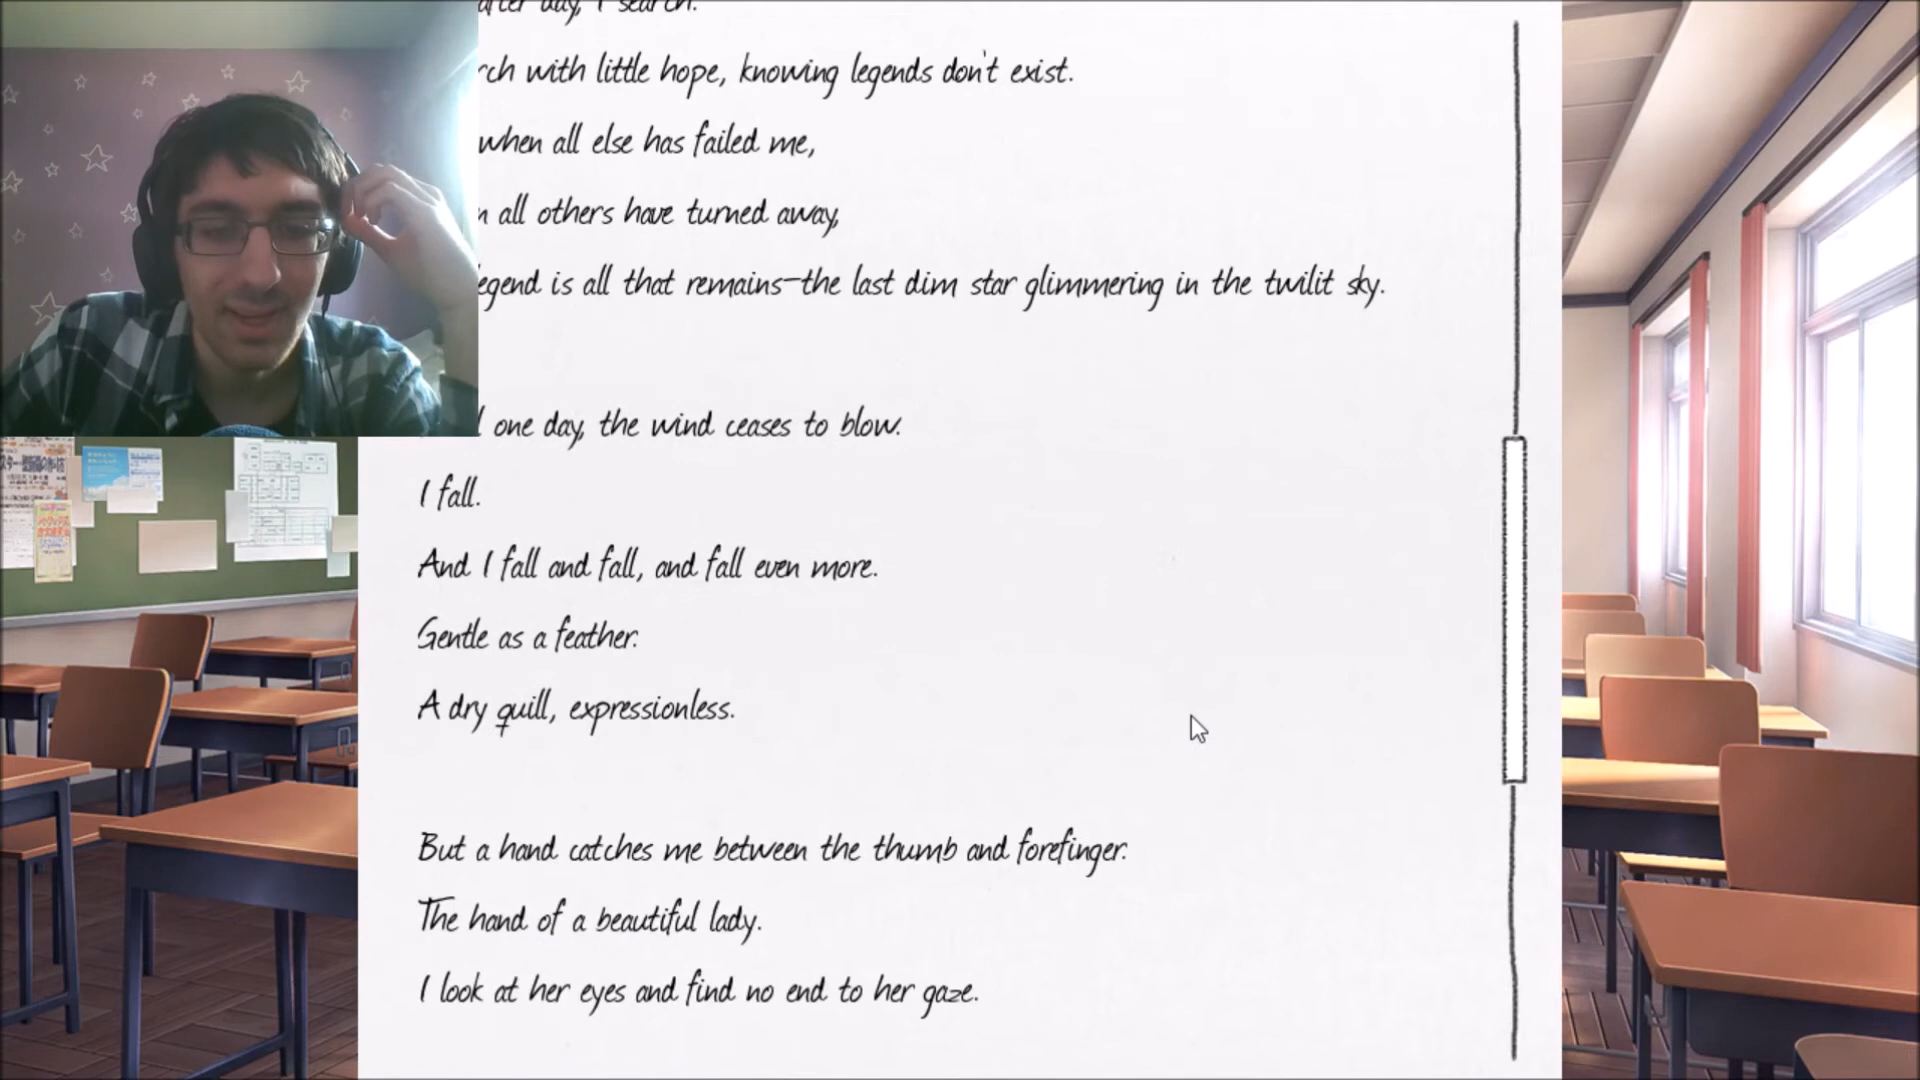 after day, I search.
rch with little hope, knowing legends don't exist.
when all else has failed me,
n all others have turned away,
legend is all that remains—the last dim star glimmering in the twilit sky.
l one day, the wind ceases to blow.
I fall.
And I fall and fall, and fall even more.
Gentle as a feather.
A dry quill, expressionless.
But a hand catches me between the thumb and forefinger.
The hand of a beautiful lady.
I look at her eyes and find no end to her gaze.